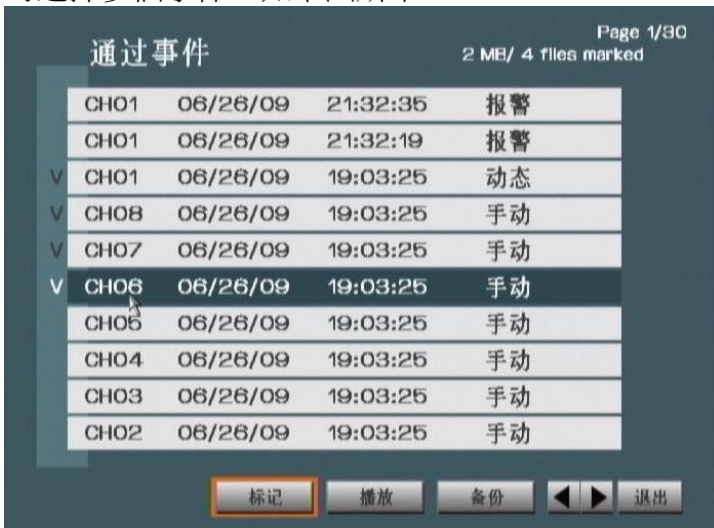 Page 1/30
通过事件
2 MB/ 4 files marked
CH01 06/26/09 21:32:35 报警
CH01 06/26/09 21:32:19 报警
V CH01 06/26/09 19:03:25 动态
V CH08 06/26/09 19:03:25 手动
V CH07 06/26/09 19:03:25 手动
V CH06 06/26/09 19:03:25 手动
CH05 06/26/09 19:03:25 手动
CH04 06/26/09 19:03:25 手动
CH03 06/26/09 19:03:25 手动
CH02 06/26/09 19:03:25 手动
标记 播放 备份 ◀ ▶ 退出